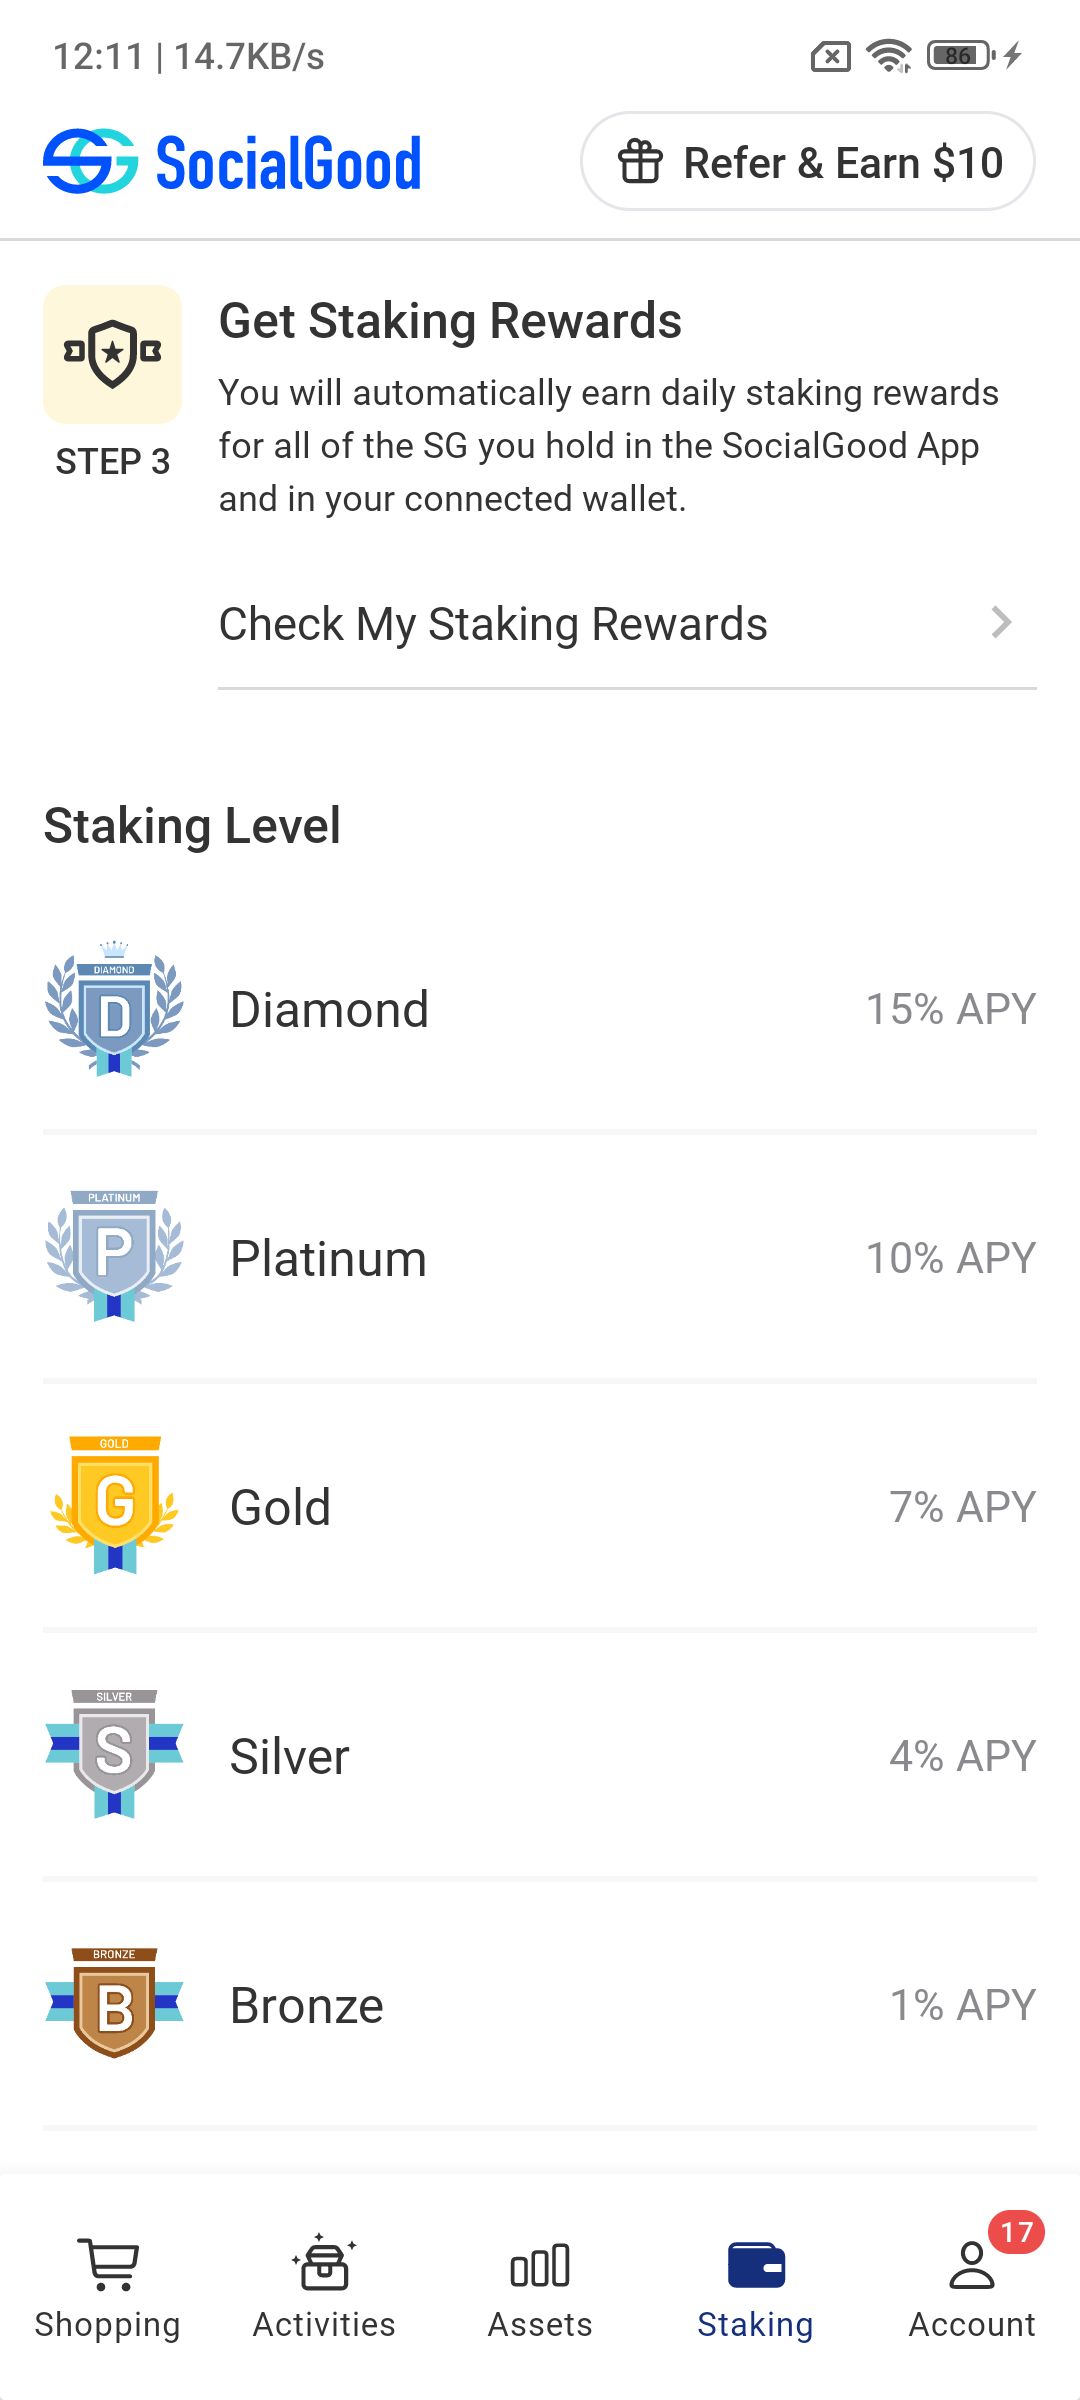 12:11 | 14.7KB/s
86
SG SocialGood
Refer & Earn $10
Get Staking Rewards
You will automatically earn daily staking rewards
for all of the SG you hold in the SocialGood App
and in your connected wallet.
STEP 3
Check My Staking Rewards
Staking Level
DIAMOND
D
Diamond
15% APY
PLATINUM
P
Platinum
10% APY
GOLD
G
Gold
7% APY
SILVER
S
Silver
4% APY
BRONZE
B
Bronze
1% APY
17
Shopping
Activities
Assets
Staking
Account